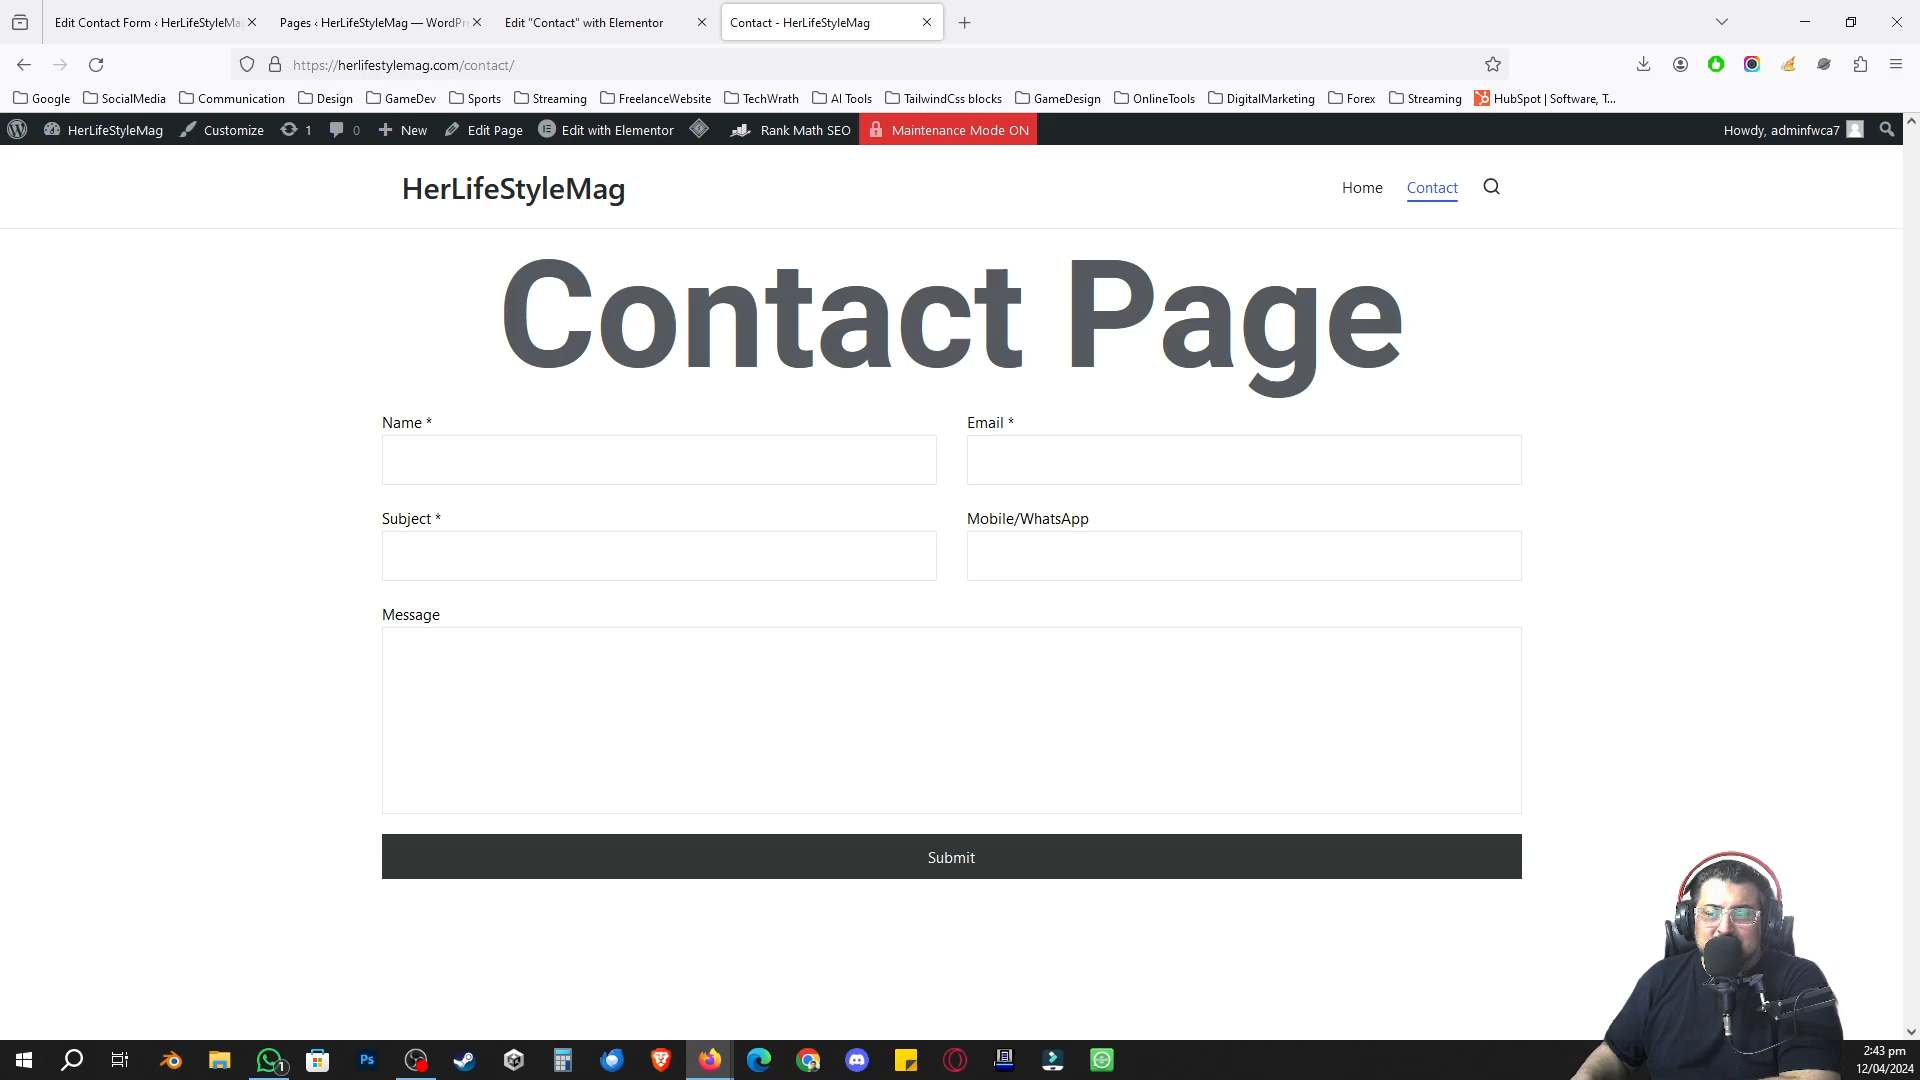 Edit Contact Form ‹ HerLifeStyleMa
Pages ‹ HerLifeStyleMag — WordPr
Edit "Contact" with Elementor
Contact - HerLifeStyleMag
https://herlifestylemag.com/contact/
Google
SocialMedia
Communication
Design
GameDev
Sports
Streaming
FreelanceWebsite
TechWrath
AI Tools
TailwindCss blocks
GameDesign
OnlineTools
DigitalMarketing
Forex
Streaming
HubSpot | Software, T...
HerLifeStyleMag
Customize
1
0
New
Edit Page
Edit with Elementor
Rank Math SEO
Maintenance Mode ON
Howdy, adminfwca7
HerLifeStyleMag
Home
Contact
Contact Page
Name *
Email *
Subject *
Mobile/WhatsApp
Message
Submit
Ps
1
2:43 pm
12/04/2024